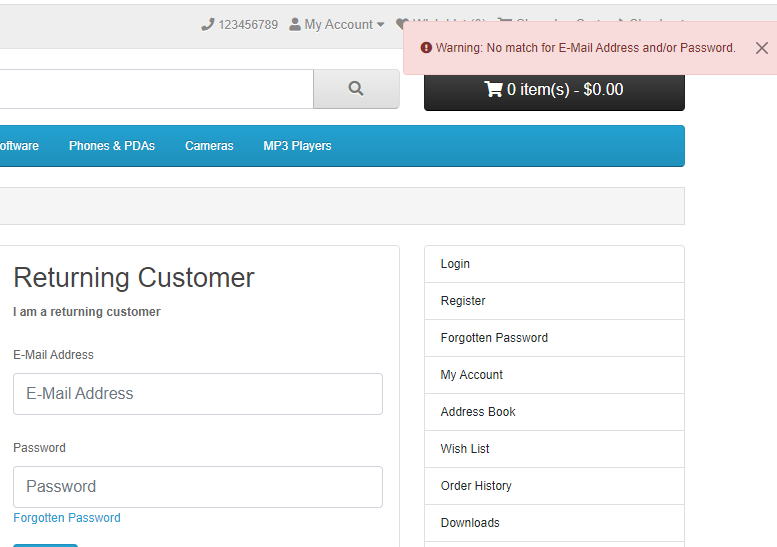 123456789 My Account
Warning: No match for E-Mail Address and/or Password.
0 item(s) - $0.00
oftware Phones & PDAs Cameras MP3 Players
Returning Customer
I am a returning customer
E-Mail Address
E-Mail Address
Password
Password
Forgotten Password
Login
Register
Forgotten Password
My Account
Address Book
Wish List
Order History
Downloads